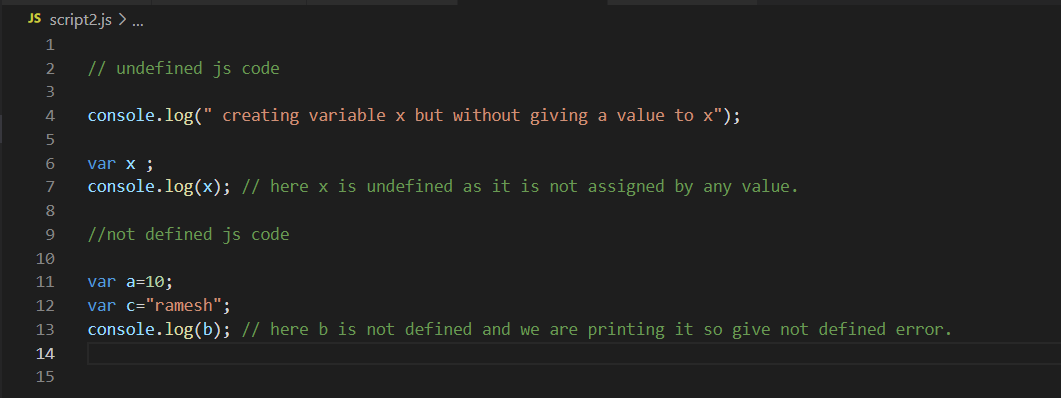 JS script2.js > ...
1
2 // undefined js code
3
4 console.log(" creating variable x but without giving a value to x");
5
6 var x ;
7 console.log(x); // here x is undefined as it is not assigned by any value.
8
9 //not defined js code
10
11 var a=10;
12 var c="ramesh";
13 console.log(b); // here b is not defined and we are printing it so give not defined error.
14
15